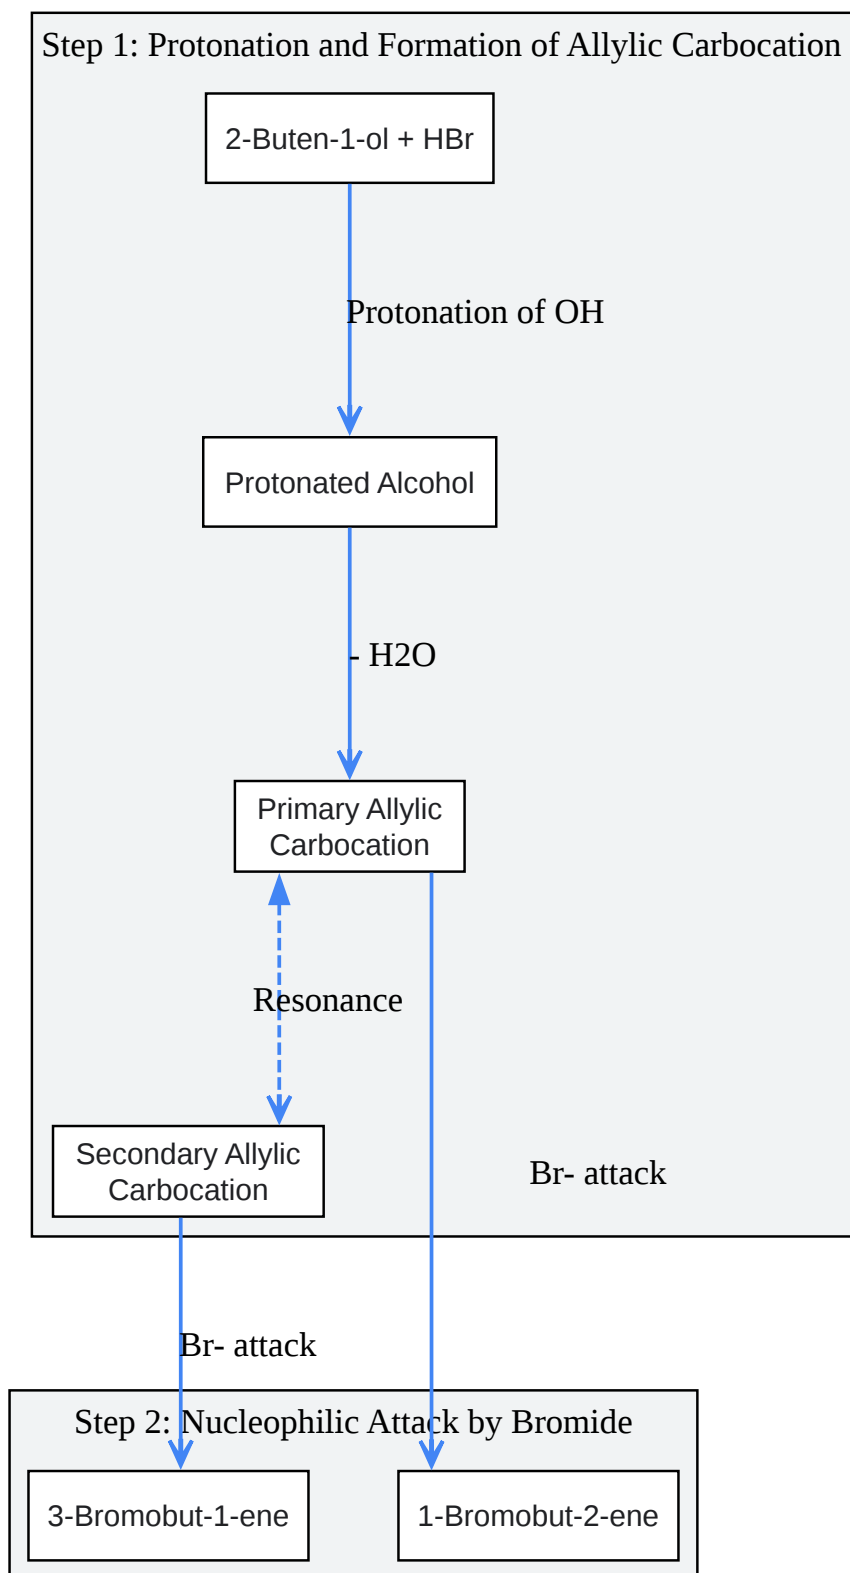 Step 1: Protonation and Formation of Allylic Carbocation
2-Buten-1-ol + HBr
Protonation of OH
Protonated Alcohol
- H2O
Primary Allylic
Carbocation
Resonance
Secondary Allylic
Carbocation
Br- attack
Br- attack
Step 2: Nucleophilic Attack by Bromide
3-Bromobut-1-ene
1-Bromobut-2-ene